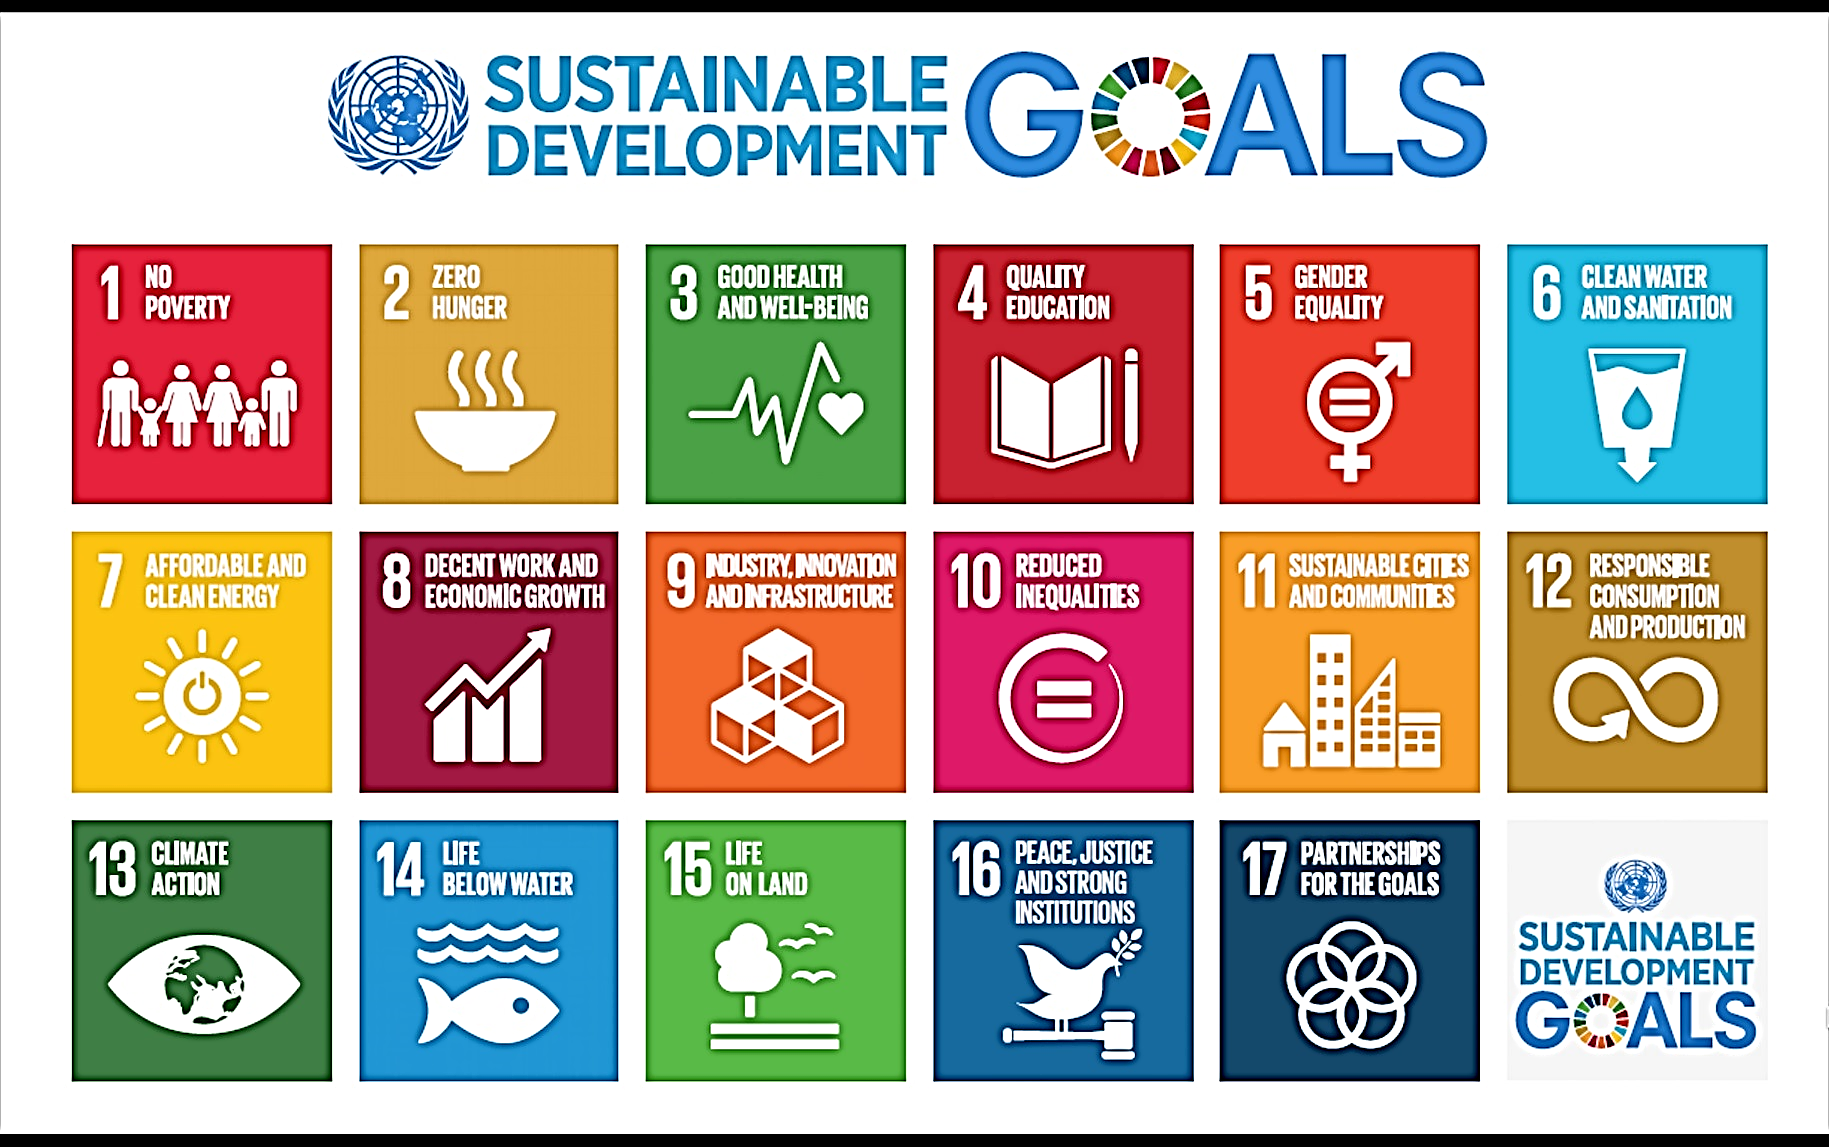 SUSTAINABLE
DEVELOPMENT
GOALS
1 NO
POVERTY
2 ZERO
HUNGER
3 GOOD HEALTH
AND WELL-BEING
4 QUALITY
EDUCATION
5 GENDER
EQUALITY
6 CLEAN WATER
AND SANITATION
7 AFFORDABLE AND
CLEAN ENERGY
8 DECENT WORK AND
ECONOMIC GROWTH
9 INDUSTRY, INNOVATION
AND INFRASTRUCTURE
10 REDUCED
INEQUALITIES
11 SUSTAINABLE CITIES
AND COMMUNITIES
12 RESPONSIBLE
CONSUMPTION
AND PRODUCTION
13 CLIMATE
ACTION
14 LIFE
BELOW WATER
15 LIFE
ON LAND
16 PEACE, JUSTICE
AND STRONG
INSTITUTIONS
17 PARTNERSHIPS
FOR THE GOALS
SUSTAINABLE
DEVELOPMENT
GOALS